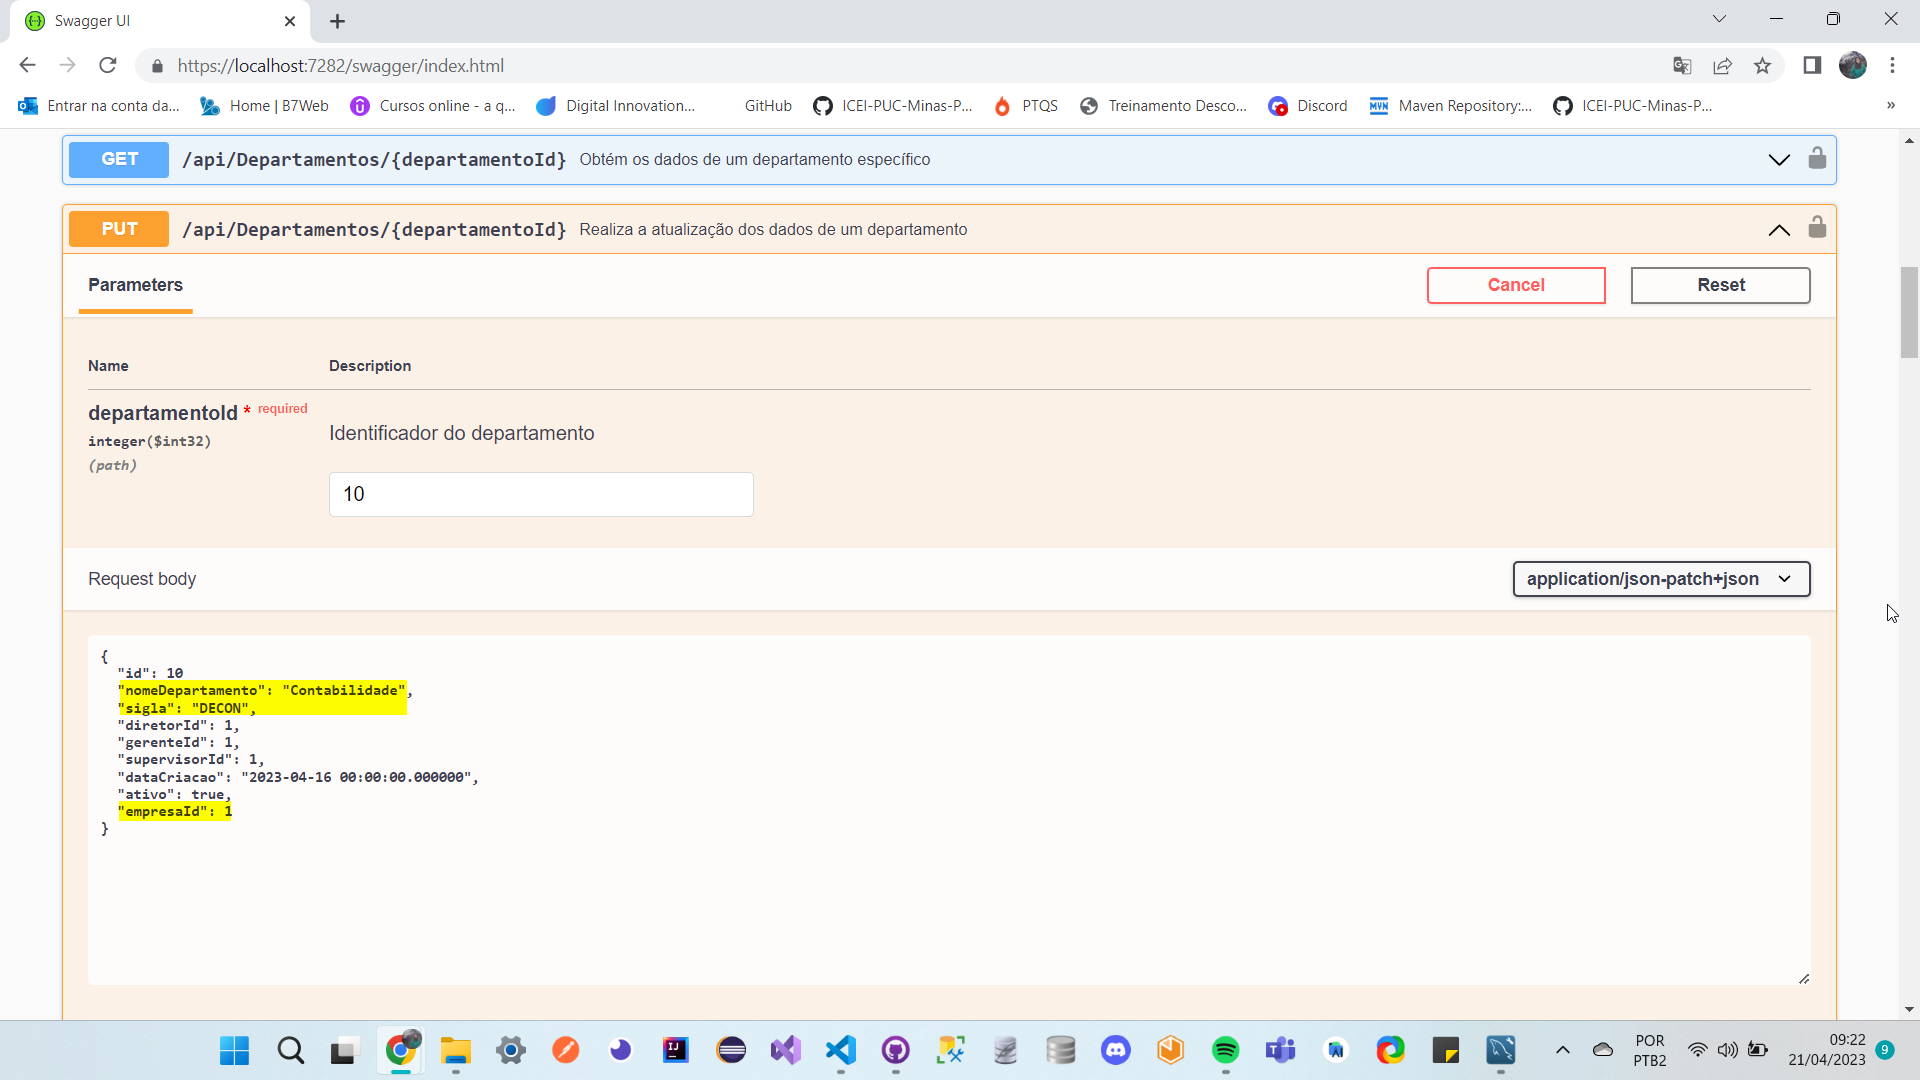 Swagger UI
https://localhost:7282/swagger/index.html
Entrar na conta da...
Home | B7Web
Cursos online - a q...
Digital Innovation...
GitHub
ICEI-PUC-Minas-P...
PTQS
Treinamento Desco...
Discord
MVN
Maven Repository:...
ICEI-PUC-Minas-P...
»
GET /api/Departamentos/{departamentoId} Obtém os dados de um departamento específico
PUT /api/Departamentos/{departamentoId} Realiza a atualização dos dados de um departamento
Parameters
Cancel
Reset
Name Description
departamentoId * required
integer($int32)
(path)
Identificador do departamento
10
Request body
application/json-patch+json
{
"id": 10
"nomeDepartamento": "Contabilidade",
"sigla": "DECON",
"diretorId": 1,
"gerenteId": 1,
"supervisorId": 1,
"dataCriacao": "2023-04-16 00:00:00.000000",
"ativo": true,
"empresaId": 1
}
POR
PTB2
09:22
21/04/2023
9